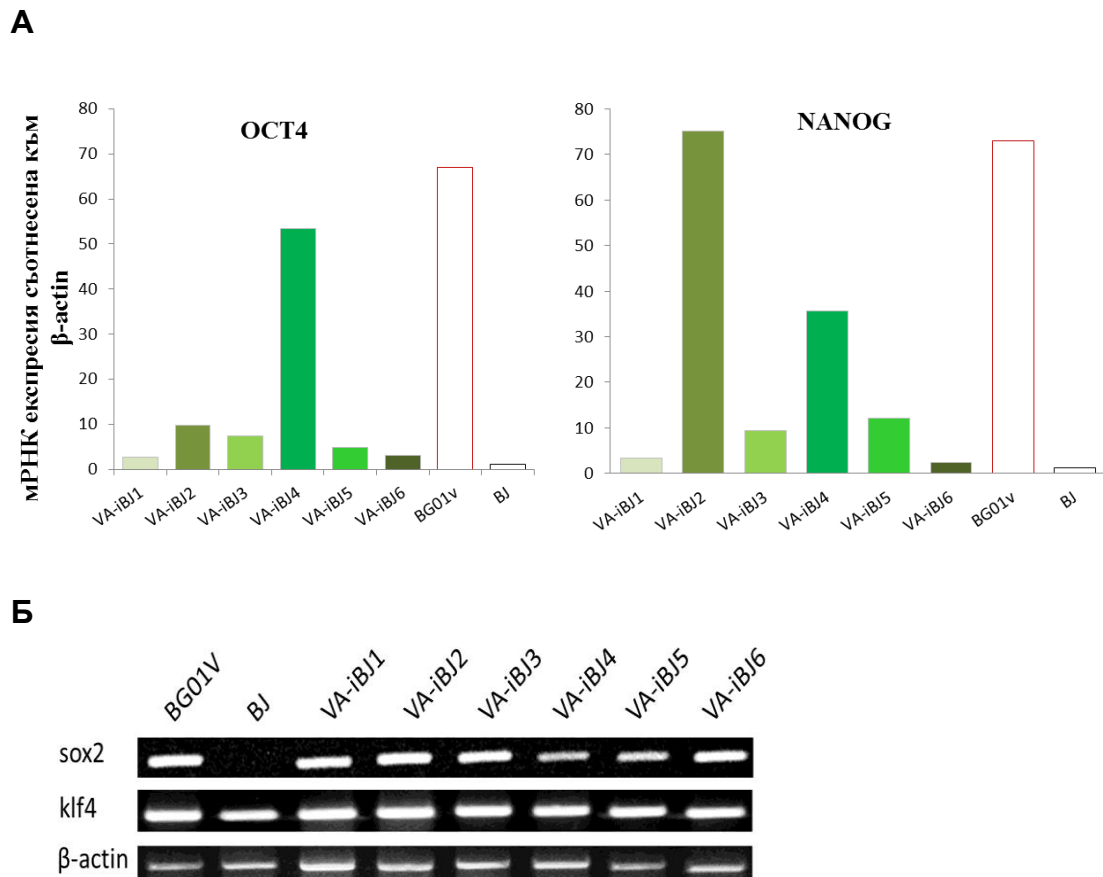 А
мРНК експресия съотнесена към
β-actin
OCT4
80
70
60
50
40
30
20
10
0
VA-iBJ1
VA-iBJ2
VA-iBJ3
VA-iBJ4
VA-iBJ5
VA-iBJ6
BG01v
BJ
NANOG
80
70
60
50
40
30
20
10
0
VA-iBJ1
VA-iBJ2
VA-iBJ3
VA-iBJ4
VA-iBJ5
VA-iBJ6
BG01v
BJ
Б
BG01V
BJ
VA-iBJ1
VA-iBJ2
VA-iBJ3
VA-iBJ4
VA-iBJ5
VA-iBJ6
sox2
klf4
β-actin